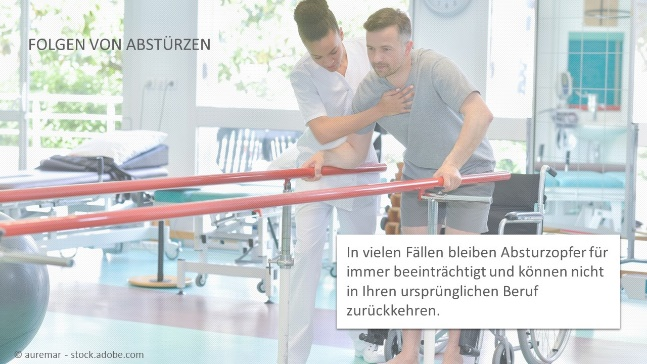 FOLGEN VON ABSTÜRZEN
In vielen Fällen bleiben Absturzopfer für
immer beeinträchtigt und können nicht
in Ihren ursprünglichen Beruf
zurückkehren.
© auremar - stock.adobe.com